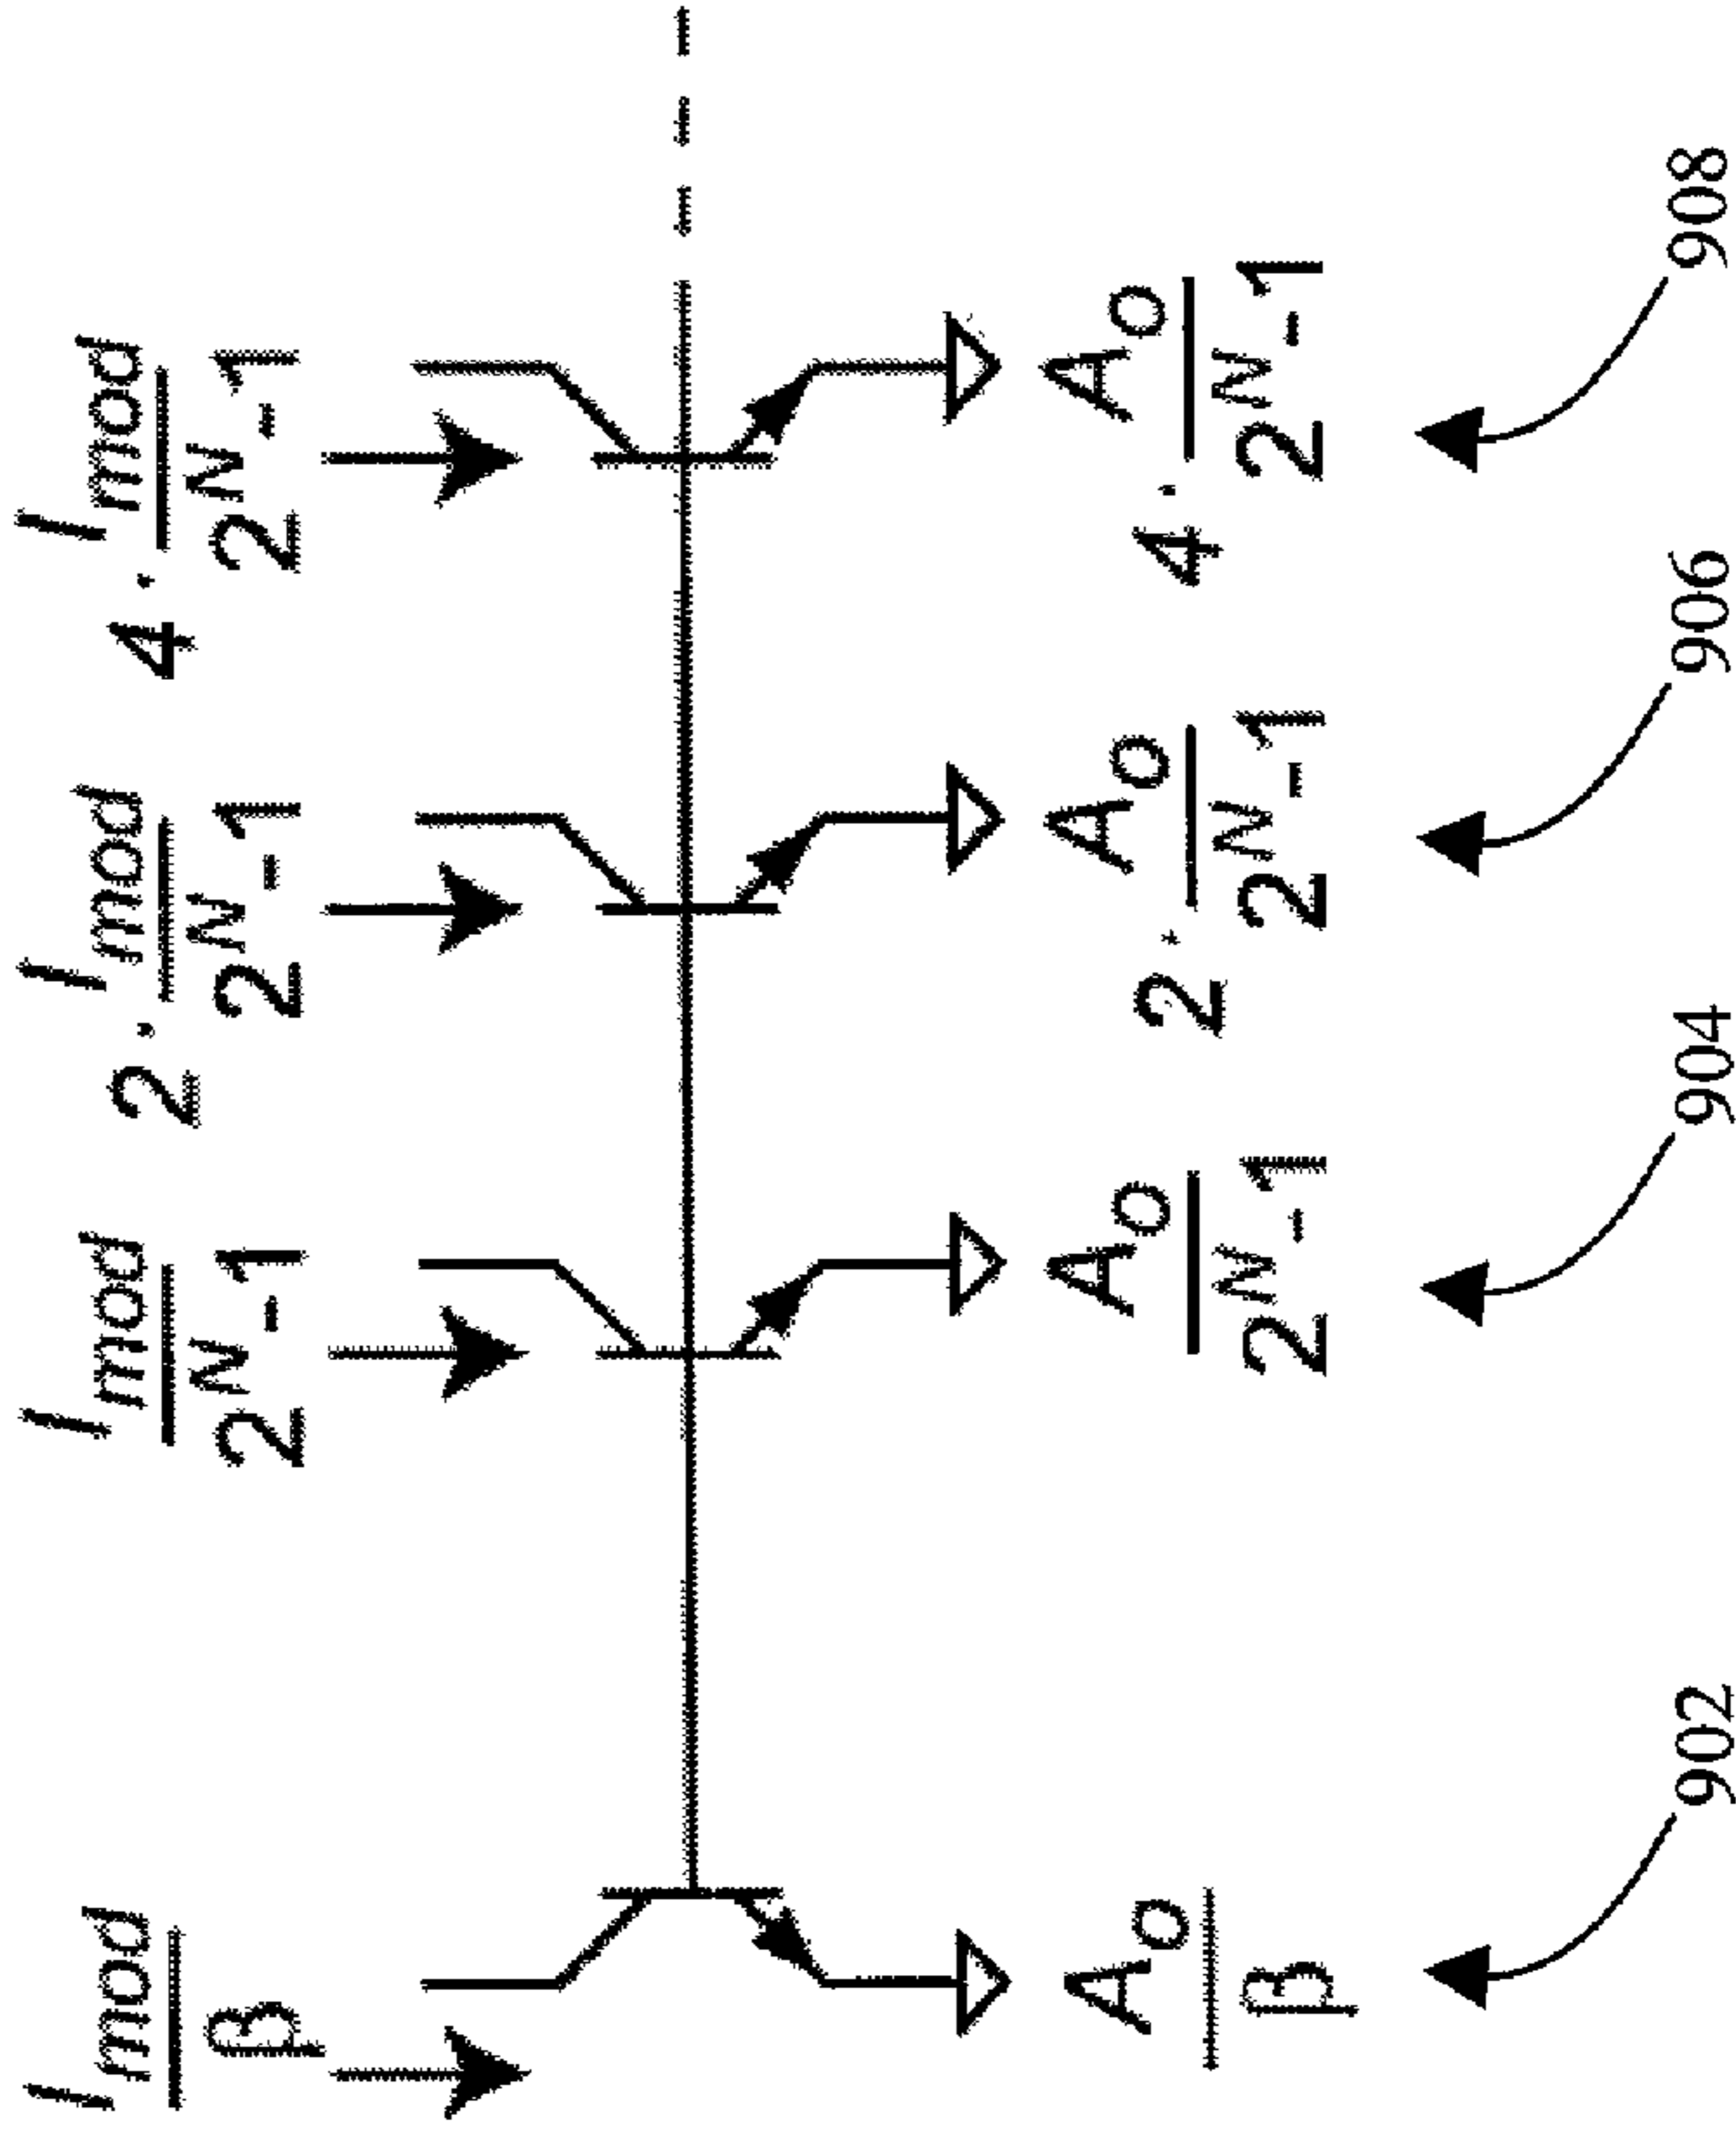 I_mod
β
I_mod
2^N-1
2 · I_mod
2^N-1
4 · I_mod
2^N-1
A_O
β
A_O
2^N-1
2 · A_O
2^N-1
4 · A_O
2^N-1
902
904
906
908